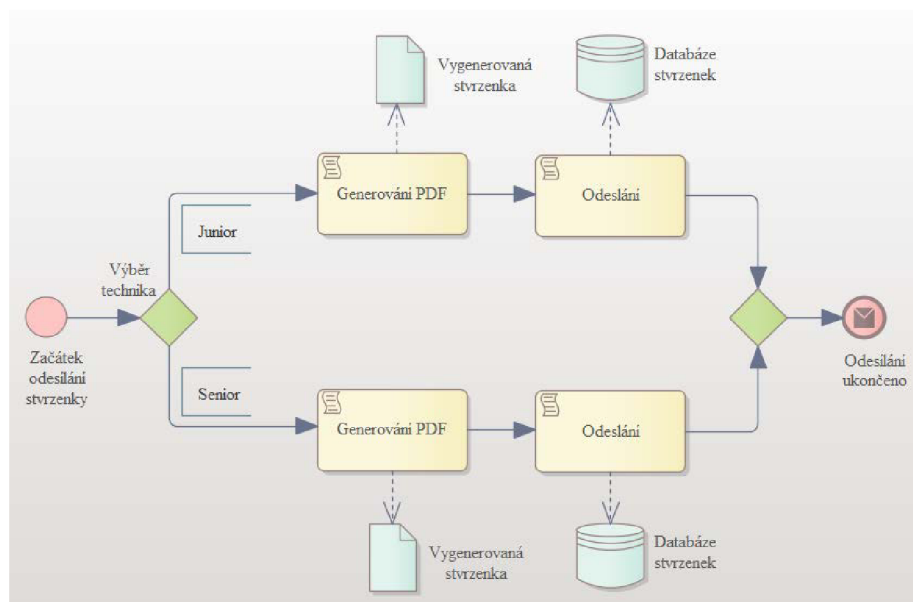 Vygenerovaná
stvrzenka
Databáze
stvrzenek
Generování PDF
Odeslání
Junior
Výběr
technika
Začátek
odesílání
stvrzenky
Odesílání
ukončeno
Senior
Generování PDF
Odeslání
Vygenerovaná
stvrzenka
Databáze
stvrzenek